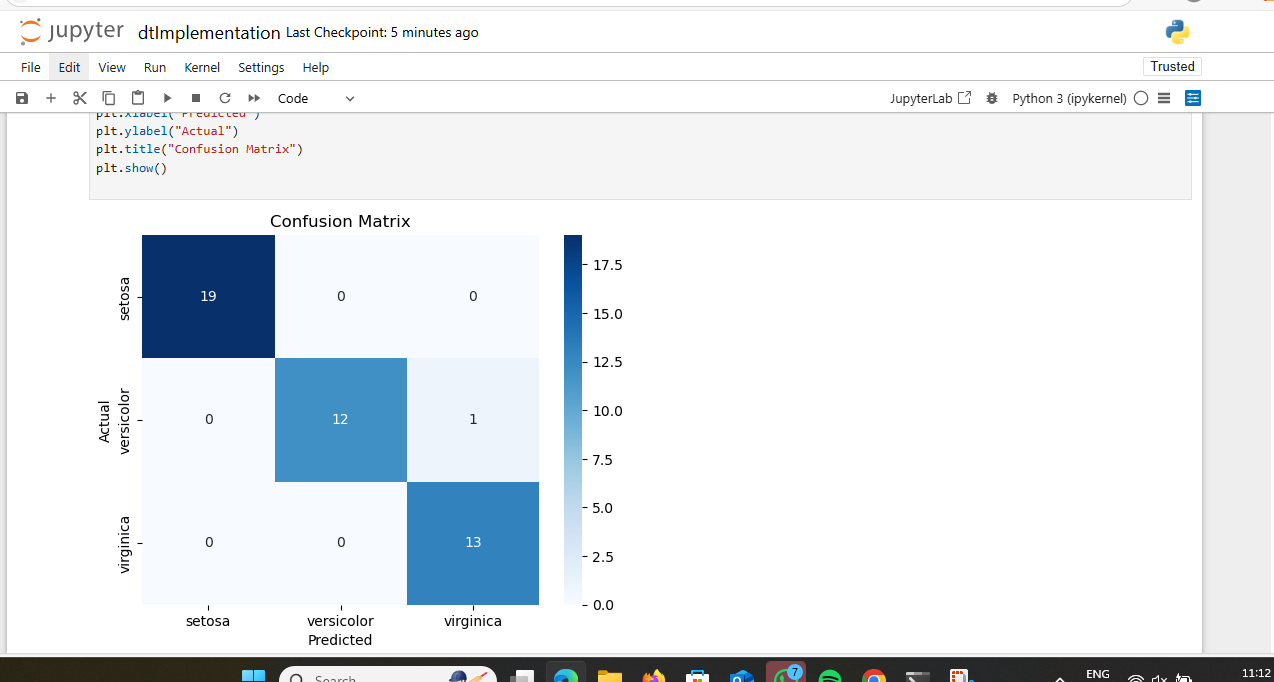 jupyter dtImplementation Last Checkpoint: 5 minutes ago
File Edit View Run Kernel Settings Help Trusted
Code JupyterLab Python 3 (ipykernel)
plt.xlabel("Predicted")
plt.ylabel("Actual")
plt.title("Confusion Matrix")
plt.show()
Confusion Matrix
setosa 19 0 0
versicolor 0 12 1
virginica 0 0 13
Actual
setosa versicolor virginica
Predicted
17.5
15.0
12.5
10.0
7.5
5.0
2.5
0.0
Search 7 ENG 11:12